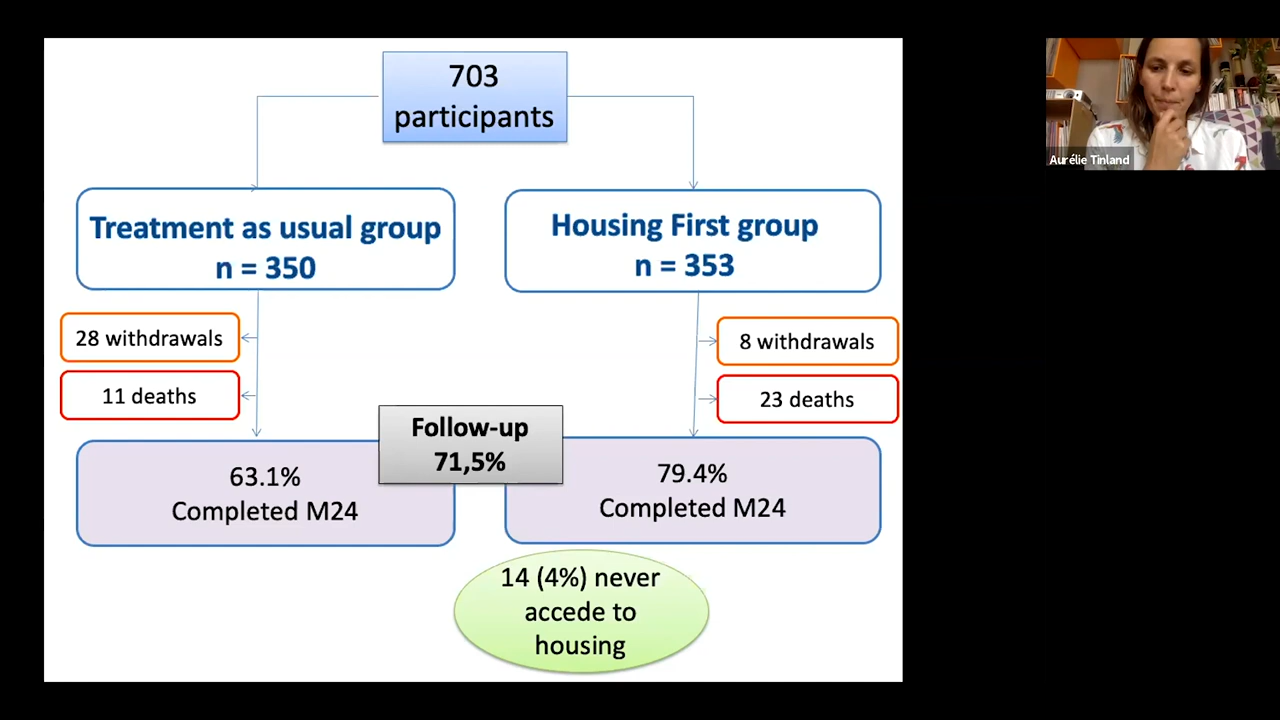 703
participants
Treatment as usual group
n = 350
Housing First group
n = 353
28 withdrawals
11 deaths
8 withdrawals
23 deaths
Follow-up
71,5%
63.1%
Completed M24
79.4%
Completed M24
14 (4%) never
accede to
housing
Aurélie Tinland